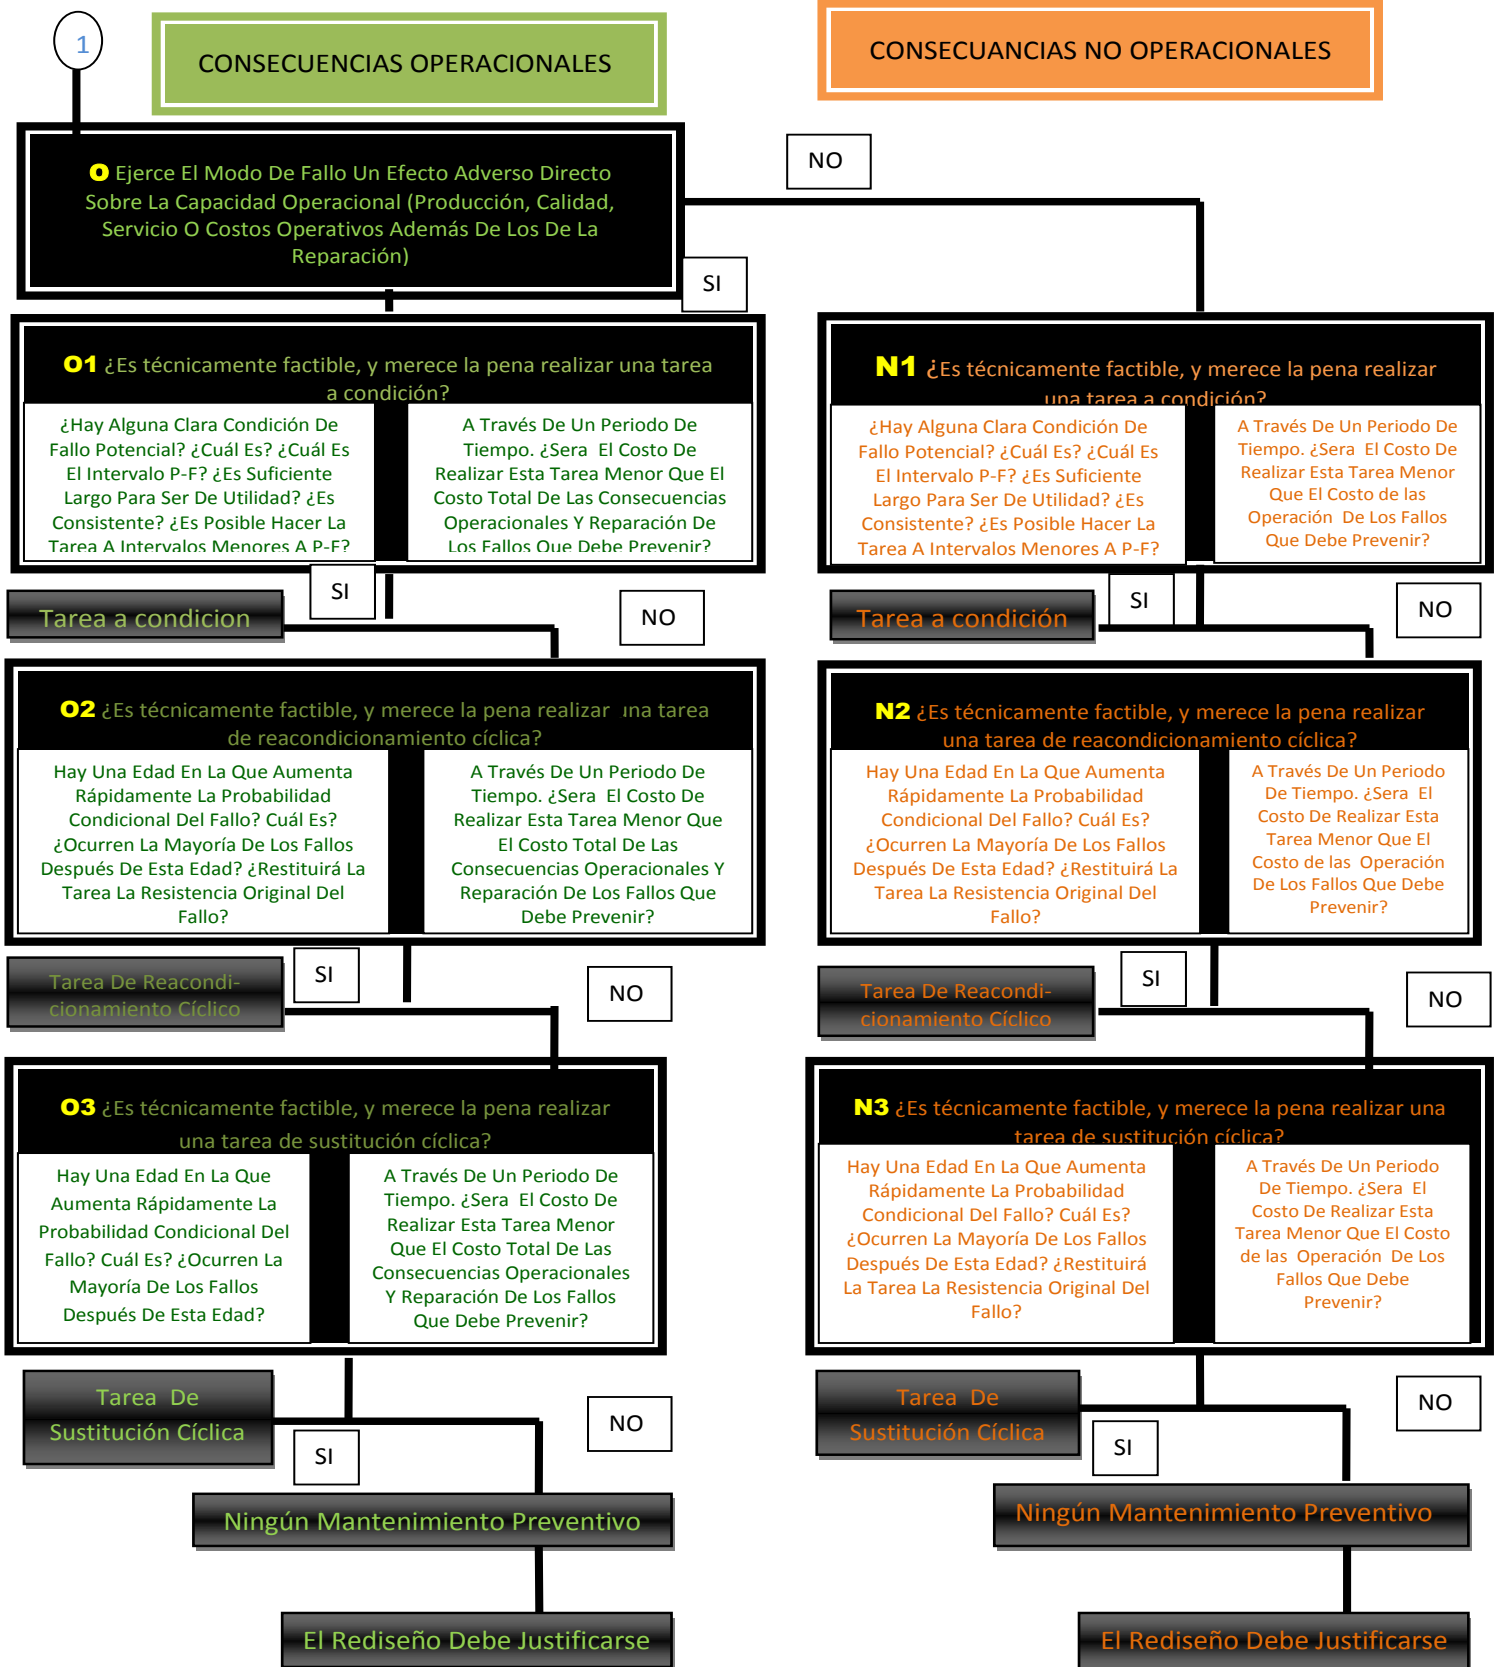 1
CONSECUENCIAS OPERACIONALES
CONSECUANCIAS NO OPERACIONALES
O Ejerce El Modo De Fallo Un Efecto Adverso Directo
Sobre La Capacidad Operacional (Producción, Calidad,
Servicio O Costos Operativos Además De Los De La
Reparación)
NO
SI
O1 ¿Es técnicamente factible, y merece la pena realizar una tarea
a condición?
¿Hay Alguna Clara Condición De
Fallo Potencial? ¿Cuál Es? ¿Cuál Es
El Intervalo P-F? ¿Es Suficiente
Largo Para Ser De Utilidad? ¿Es
Consistente? ¿Es Posible Hacer La
Tarea A Intervalos Menores A P-F?
A Través De Un Periodo De
Tiempo. ¿Sera El Costo De
Realizar Esta Tarea Menor Que El
Costo Total De Las Consecuencias
Operacionales Y Reparación De
Los Fallos Que Debe Prevenir?
N1 ¿Es técnicamente factible, y merece la pena realizar
una tarea a condición?
¿Hay Alguna Clara Condición De
Fallo Potencial? ¿Cuál Es? ¿Cuál Es
El Intervalo P-F? ¿Es Suficiente
Largo Para Ser De Utilidad? ¿Es
Consistente? ¿Es Posible Hacer La
Tarea A Intervalos Menores A P-F?
A Través De Un Periodo De
Tiempo. ¿Sera El Costo De
Realizar Esta Tarea Menor
Que El Costo de las
Operación De Los Fallos
Que Debe Prevenir?
SI
Tarea a condicion
NO
SI
Tarea a condición
NO
O2 ¿Es técnicamente factible, y merece la pena realizar una tarea
de reacondicionamiento cíclica?
Hay Una Edad En La Que Aumenta
Rápidamente La Probabilidad
Condicional Del Fallo? Cuál Es?
¿Ocurren La Mayoría De Los Fallos
Después De Esta Edad? ¿Restituirá La
Tarea La Resistencia Original Del
Fallo?
A Través De Un Periodo De
Tiempo. ¿Sera El Costo De
Realizar Esta Tarea Menor Que
El Costo Total De Las
Consecuencias Operacionales Y
Reparación De Los Fallos Que
Debe Prevenir?
N2 ¿Es técnicamente factible, y merece la pena realizar
una tarea de reacondicionamiento cíclica?
Hay Una Edad En La Que Aumenta
Rápidamente La Probabilidad
Condicional Del Fallo? Cuál Es?
¿Ocurren La Mayoría De Los Fallos
Después De Esta Edad? ¿Restituirá La
Tarea La Resistencia Original Del
Fallo?
A Través De Un Periodo
De Tiempo. ¿Sera El
Costo De Realizar Esta
Tarea Menor Que El
Costo de las Operación
De Los Fallos Que Debe
Prevenir?
SI
Tarea De Reacondi-
cionamiento Cíclico
NO
SI
Tarea De Reacondi-
cionamiento Cíclico
NO
O3 ¿Es técnicamente factible, y merece la pena realizar
una tarea de sustitución cíclica?
Hay Una Edad En La Que
Aumenta Rápidamente La
Probabilidad Condicional Del
Fallo? Cuál Es? ¿Ocurren La
Mayoría De Los Fallos
Después De Esta Edad?
A Través De Un Periodo De
Tiempo. ¿Sera El Costo De
Realizar Esta Tarea Menor
Que El Costo Total De Las
Consecuencias Operacionales
Y Reparación De Los Fallos
Que Debe Prevenir?
N3 ¿Es técnicamente factible, y merece la pena realizar una
tarea de sustitución cíclica?
Hay Una Edad En La Que Aumenta
Rápidamente La Probabilidad
Condicional Del Fallo? Cuál Es?
¿Ocurren La Mayoría De Los Fallos
Después De Esta Edad? ¿Restituirá
La Tarea La Resistencia Original Del
Fallo?
A Través De Un Periodo
De Tiempo. ¿Sera El
Costo De Realizar Esta
Tarea Menor Que El Costo
de las Operación De Los
Fallos Que Debe
Prevenir?
Tarea De
Sustitución Cíclica
SI
NO
Tarea De
Sustitución Cíclica
SI
NO
Ningún Mantenimiento Preventivo
Ningún Mantenimiento Preventivo
El Rediseño Debe Justificarse
El Rediseño Debe Justificarse